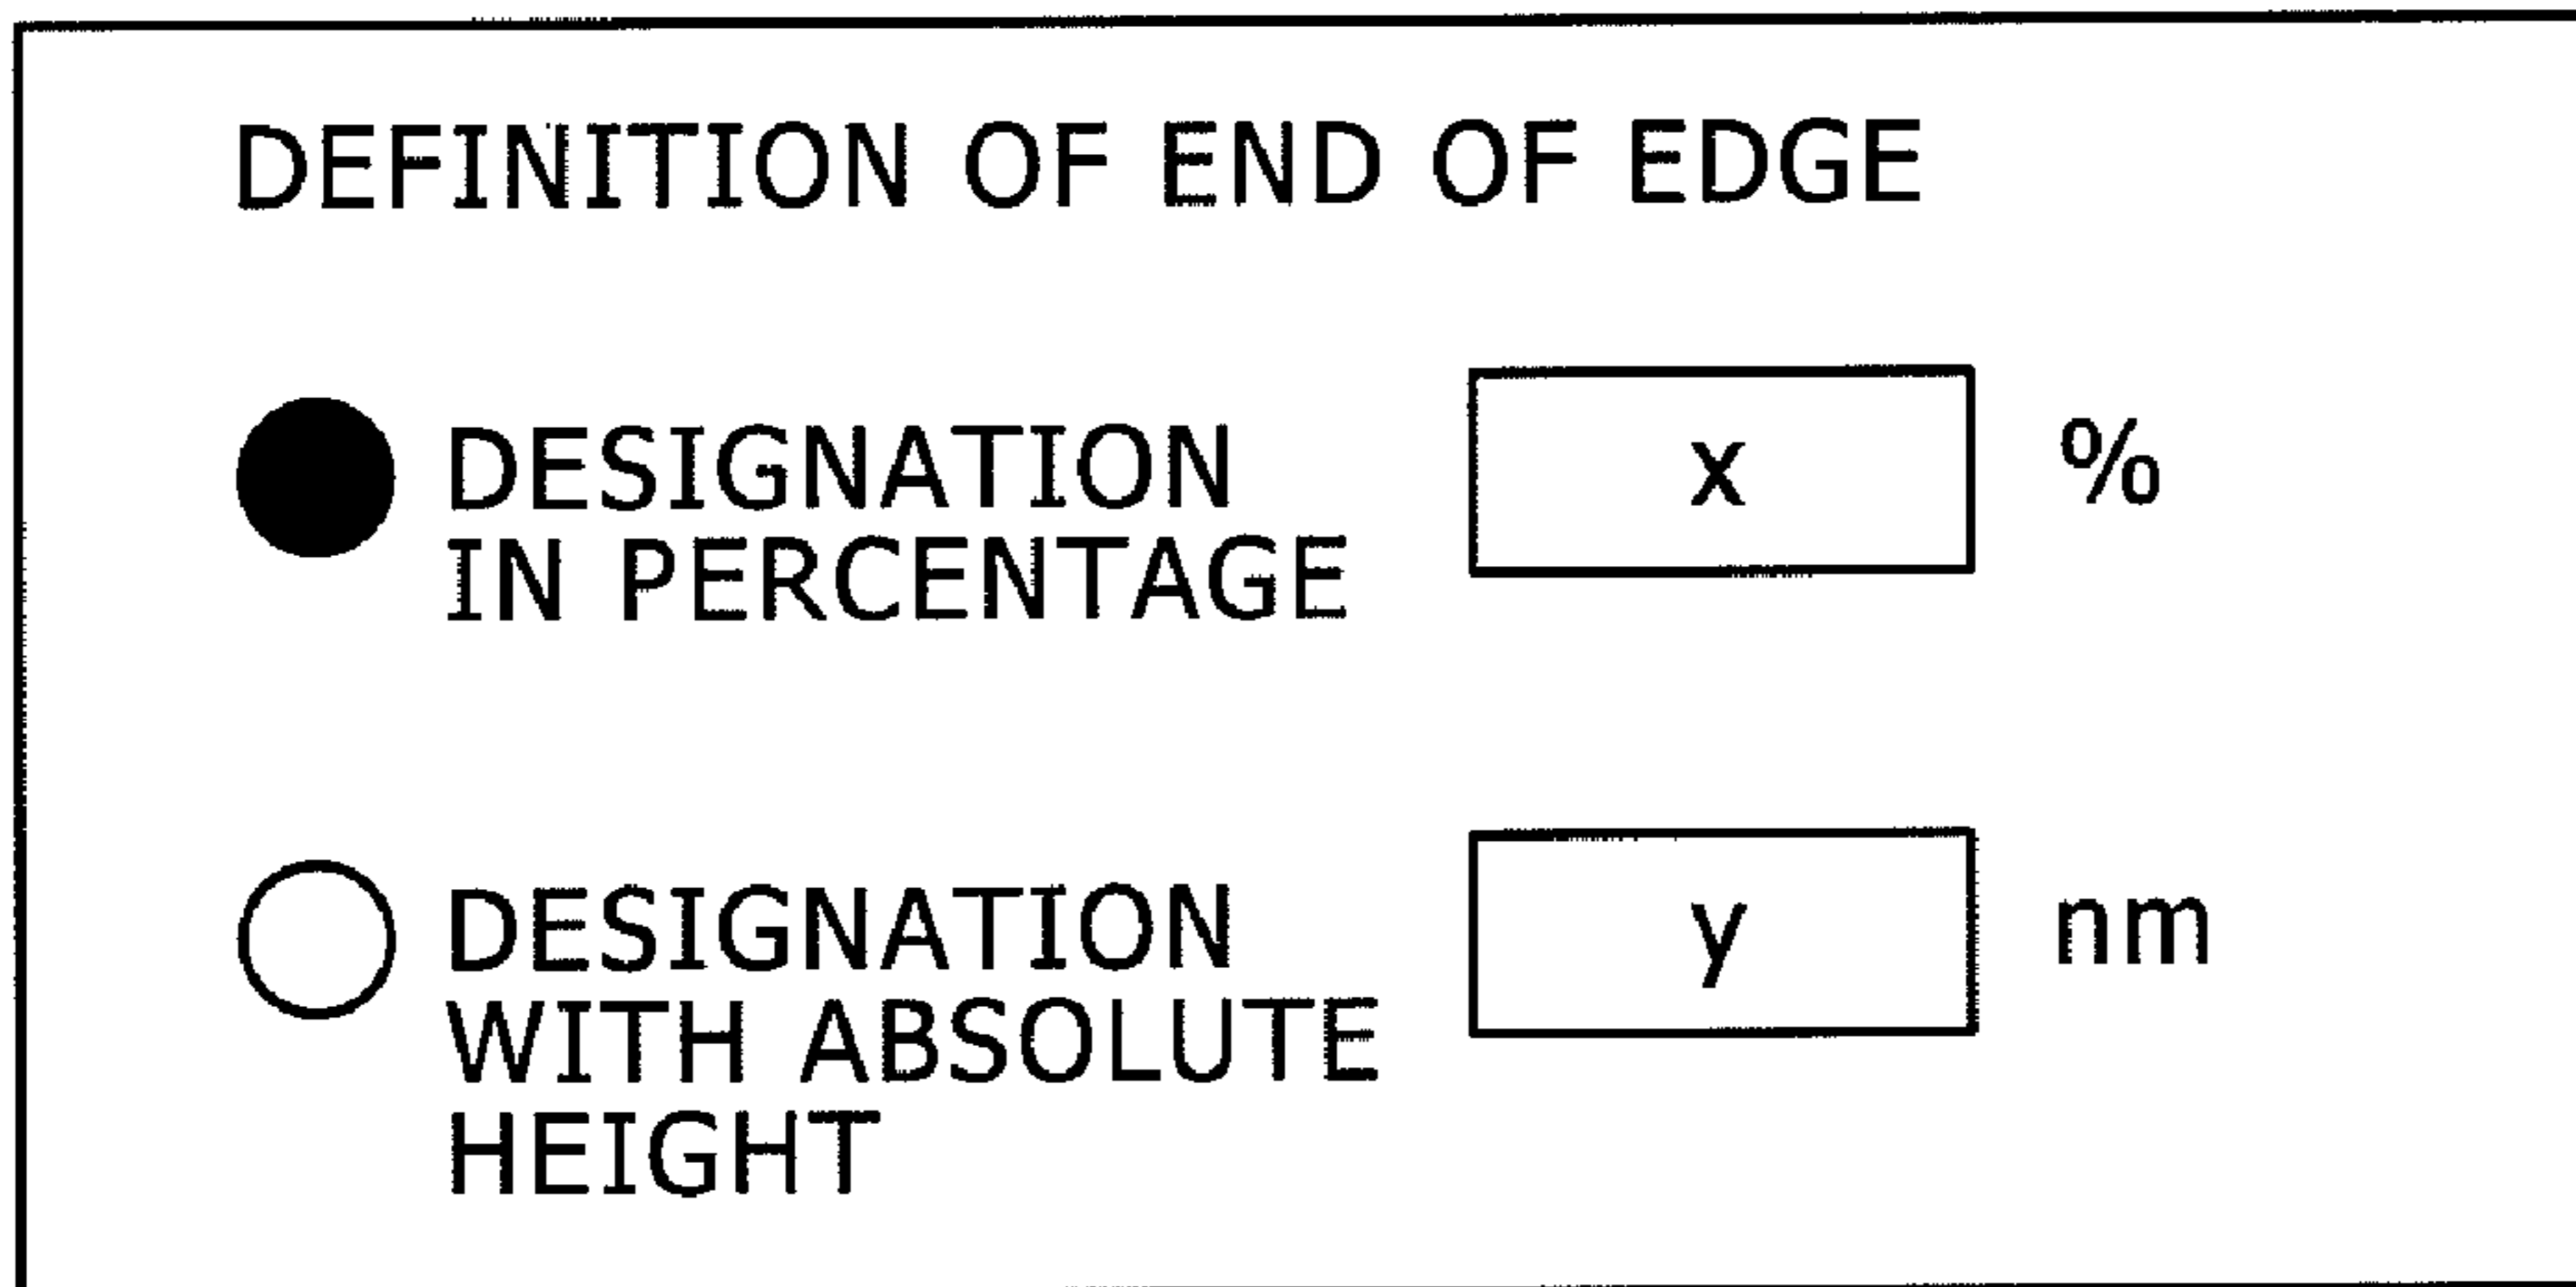 DEFINITION OF END OF EDGE
DESIGNATION
IN PERCENTAGE
x %
DESIGNATION
WITH ABSOLUTE
HEIGHT
y nm